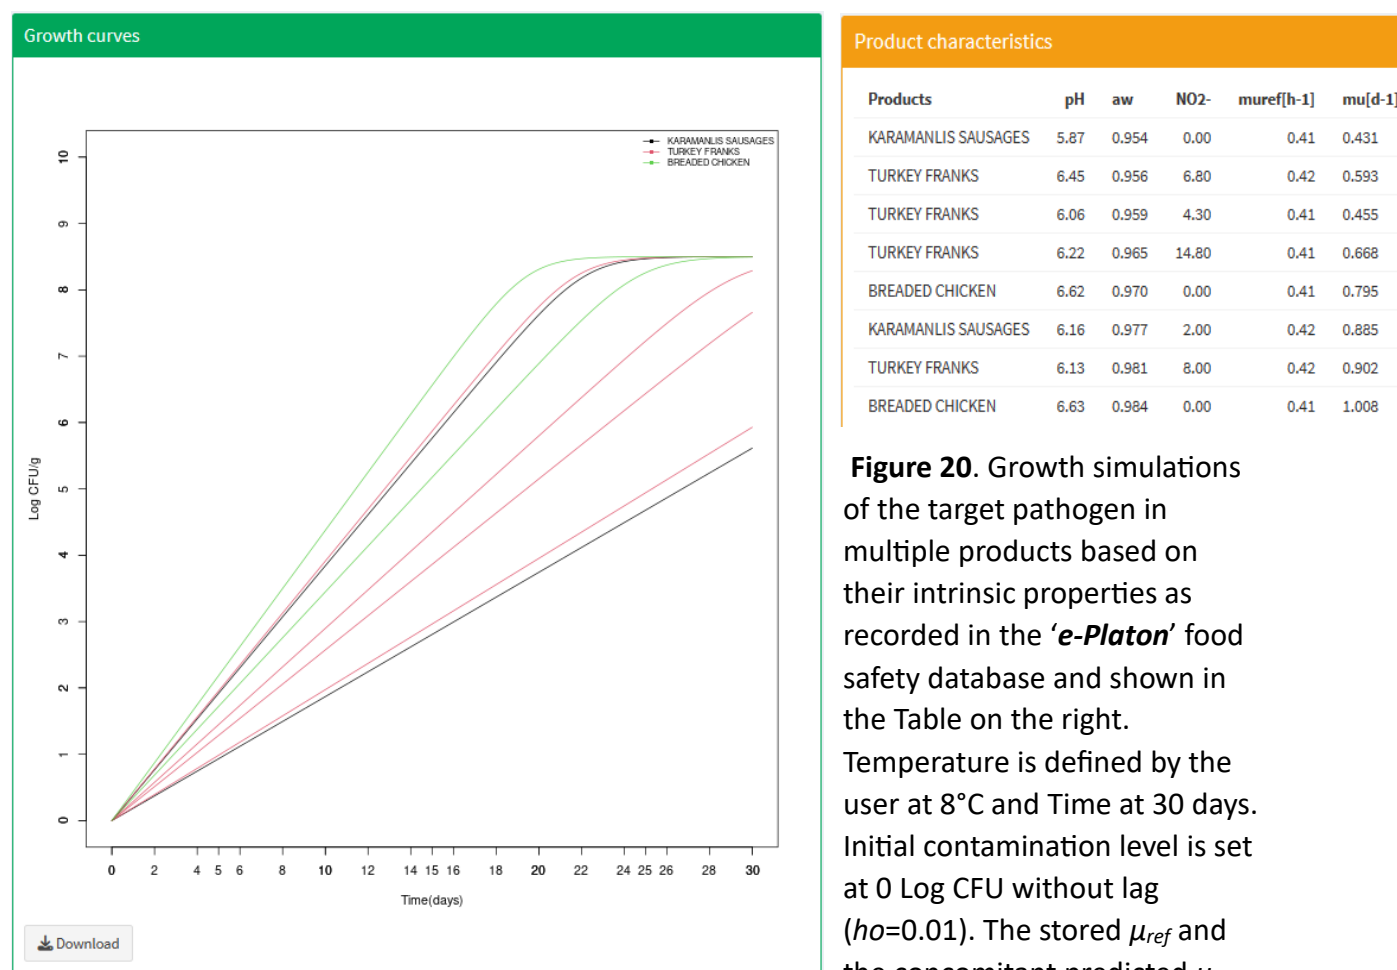 Growth curves
KARAMANLIS SAUSAGES
TURKEY FRANKS
BREADED CHICKEN
10
9
8
7
6
5
4
3
2
1
0
Log CFU/g
0 2 4 5 6 8 10 12 14 15 16 18 20 22 24 25 26 28 30
Time(days)
Download
Product characteristics
Products pH aw NO2- muref[h-1] mu[d-1]
KARAMANLIS SAUSAGES 5.87 0.954 0.00 0.41 0.431
TURKEY FRANKS 6.45 0.956 6.80 0.42 0.593
TURKEY FRANKS 6.06 0.959 4.30 0.41 0.455
TURKEY FRANKS 6.22 0.965 14.80 0.41 0.668
BREADED CHICKEN 6.62 0.970 0.00 0.41 0.795
KARAMANLIS SAUSAGES 6.16 0.977 2.00 0.42 0.885
TURKEY FRANKS 6.13 0.981 8.00 0.42 0.902
BREADED CHICKEN 6.63 0.984 0.00 0.41 1.008
Figure 20. Growth simulations
of the target pathogen in
multiple products based on
their intrinsic properties as
recorded in the ‘e-Platon’ food
safety database and shown in
the Table on the right.
Temperature is defined by the
user at 8°C and Time at 30 days.
Initial contamination level is set
at 0 Log CFU without lag
(ho=0.01). The stored μref and
the concomitant predicted μ